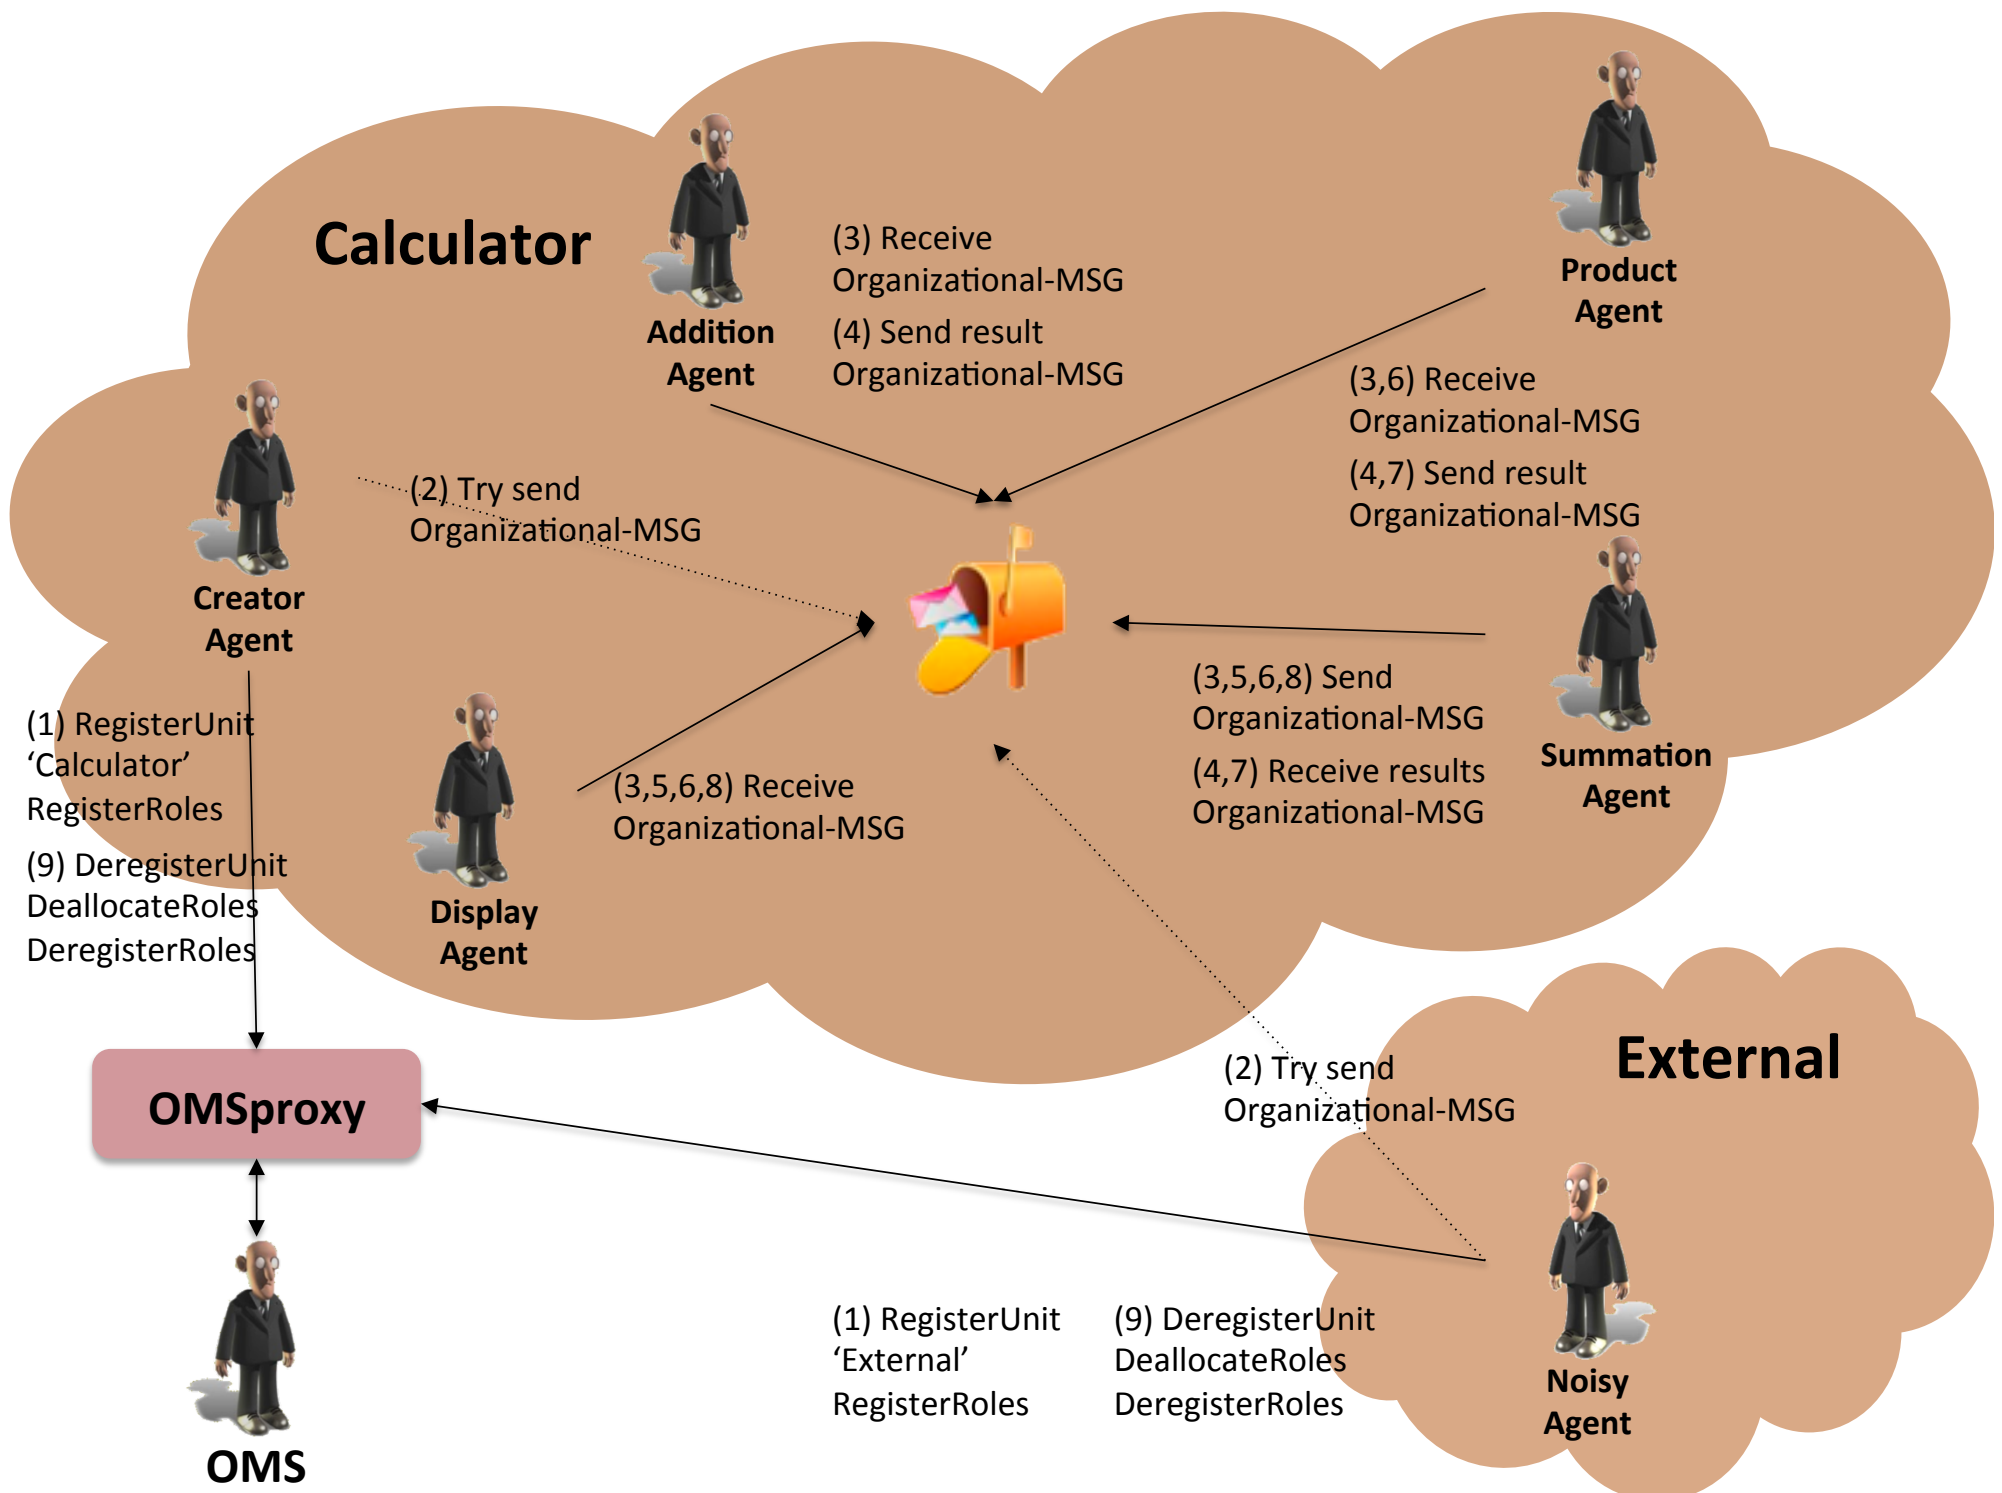 Calculator
Addition
Agent
(3) Receive
Organizational-MSG
(4) Send result
Organizational-MSG
Product
Agent
(3,6) Receive
Organizational-MSG
(4,7) Send result
Organizational-MSG
Creator
Agent
(2) Try send
Organizational-MSG
(1) RegisterUnit
‘Calculator’
RegisterRoles
(9) DeregisterUnit
DeallocateRoles
DeregisterRoles
Display
Agent
(3,5,6,8) Receive
Organizational-MSG
(3,5,6,8) Send
Organizational-MSG
(4,7) Receive results
Organizational-MSG
Summation
Agent
External
(2) Try send
Organizational-MSG
OMSproxy
(1) RegisterUnit
‘External’
RegisterRoles
(9) DeregisterUnit
DeallocateRoles
DeregisterRoles
Noisy
Agent
OMS